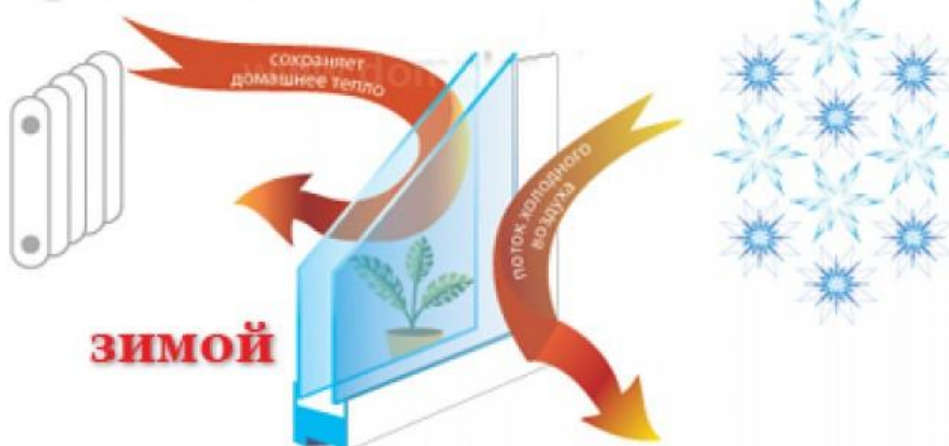 сохраняет
домашнее тепло
поток холодного
воздуха
зимой